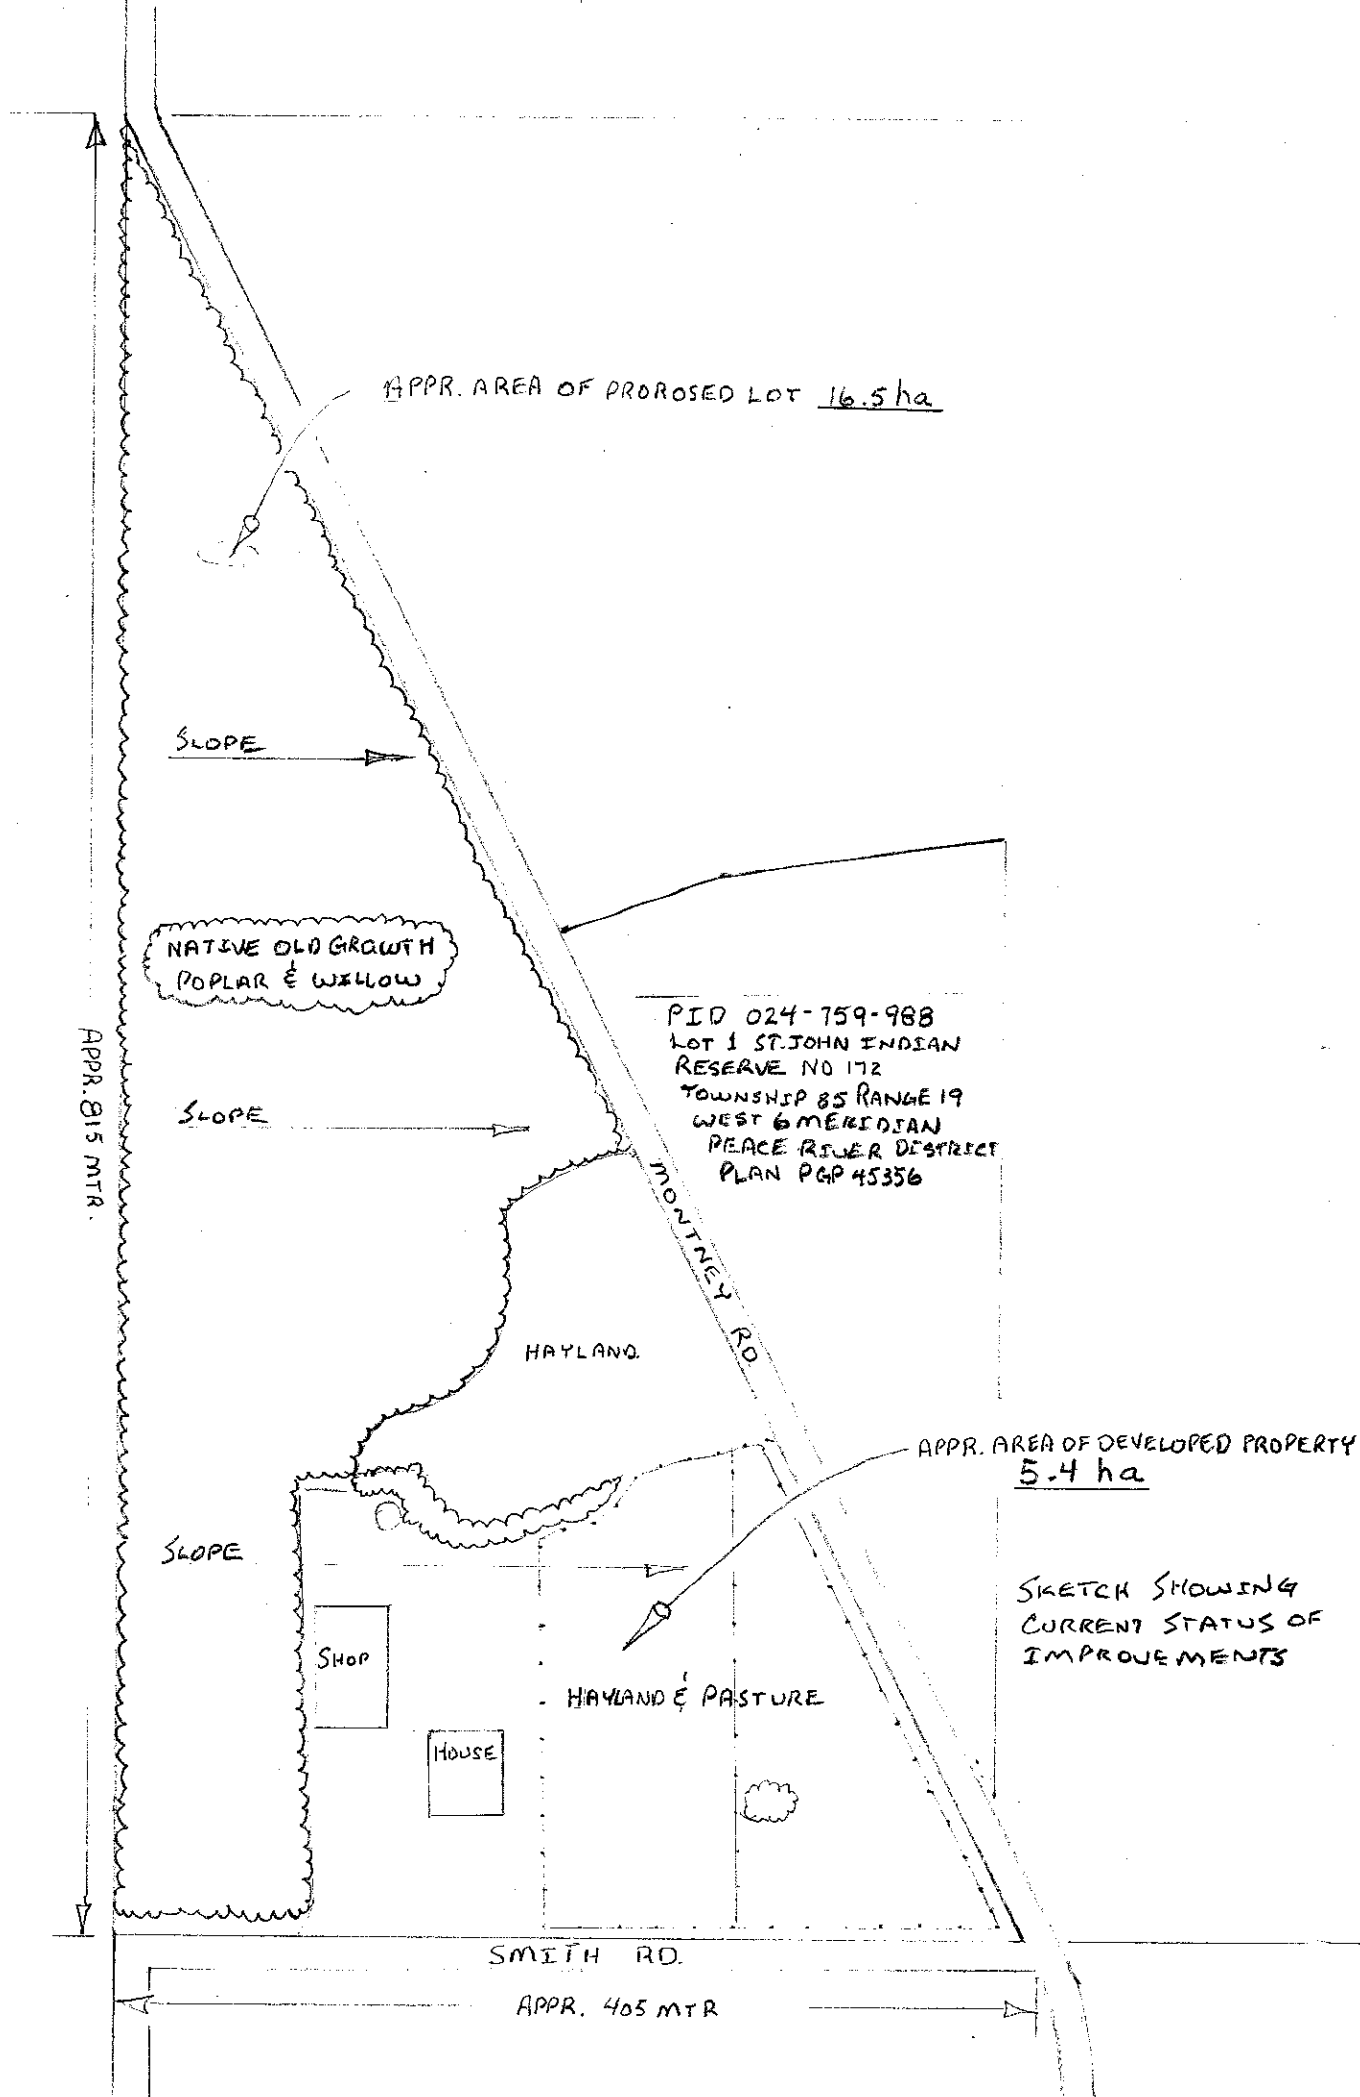 APPR. AREA OF PROROSED LOT 16.5 ha
SLOPE
NATIVE OLD GROWTH
POPLAR & WILLOW
PID 024-759-988
LOT 1 ST. JOHN INDIAN
RESERVE NO 172
TOWNSHIP 85 RANGE 19
WEST 6 MERIDIAN
PEACE RIVER DISTRICT
PLAN PGP 45356
APPR. 815 MTR.
SLOPE
MONTNEY RD.
HAYLAND.
APPR. AREA OF DEVELOPED PROPERTY
5.4 ha
SLOPE
SKETCH SHOWING
CURRENT STATUS OF
IMPROVEMENTS
SHOP
HAYLAND & PASTURE
HOUSE
SMITH RD.
APPR. 405 MTR